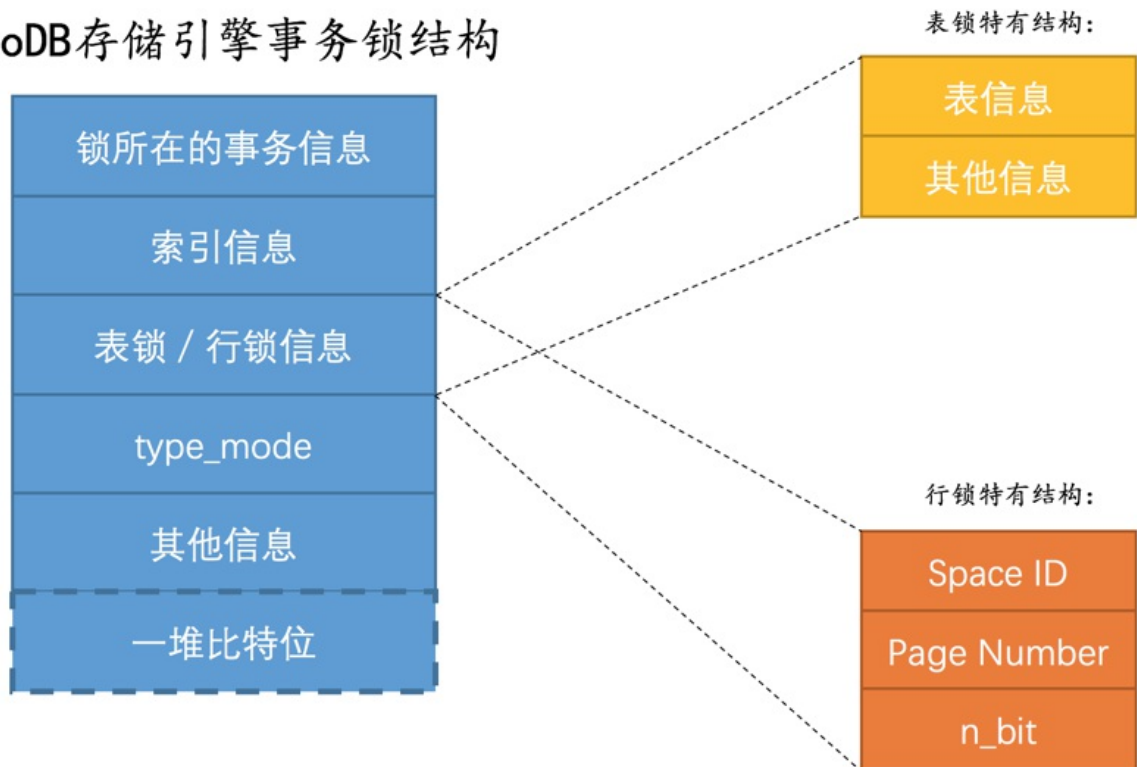 oDB存储引擎事务锁结构
锁所在的事务信息
索引信息
表锁 / 行锁信息
type_mode
其他信息
一堆比特位
表锁特有结构：
表信息
其他信息
行锁特有结构：
Space ID
Page Number
n_bit